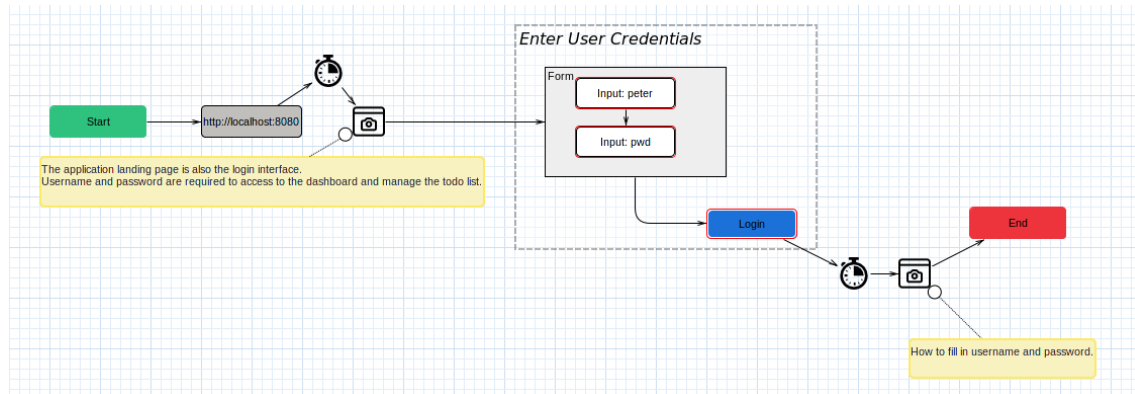 Enter User Credentials
Form
Input: peter
Start
http://localhost:8080
Input: pwd
The application landing page is also the login interface.
Username and password are required to access to the dashboard and manage the todo list.
Login
End
How to fill in username and password.